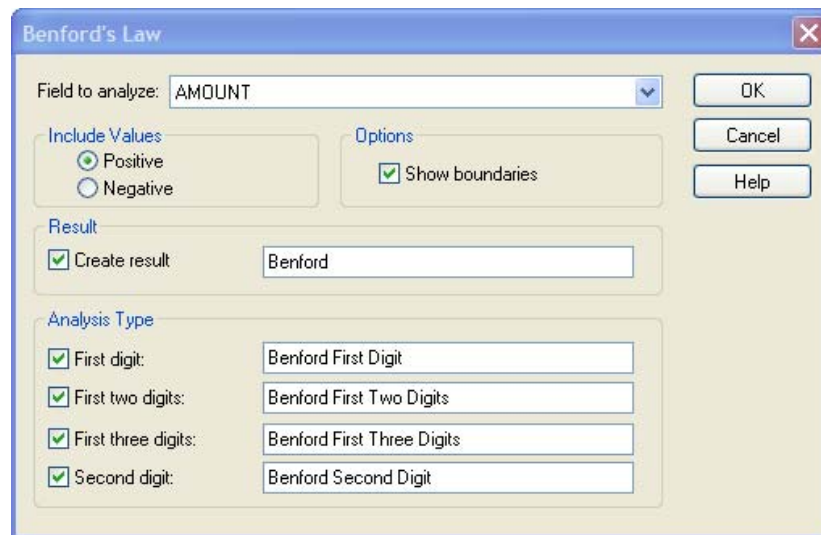 Benford's Law
Field to analyze: AMOUNT
OK
Include Values
Positive
Negative
Options
Show boundaries
Cancel
Help
Result
Create result Benford
Analysis Type
First digit: Benford First Digit
First two digits: Benford First Two Digits
First three digits: Benford First Three Digits
Second digit: Benford Second Digit